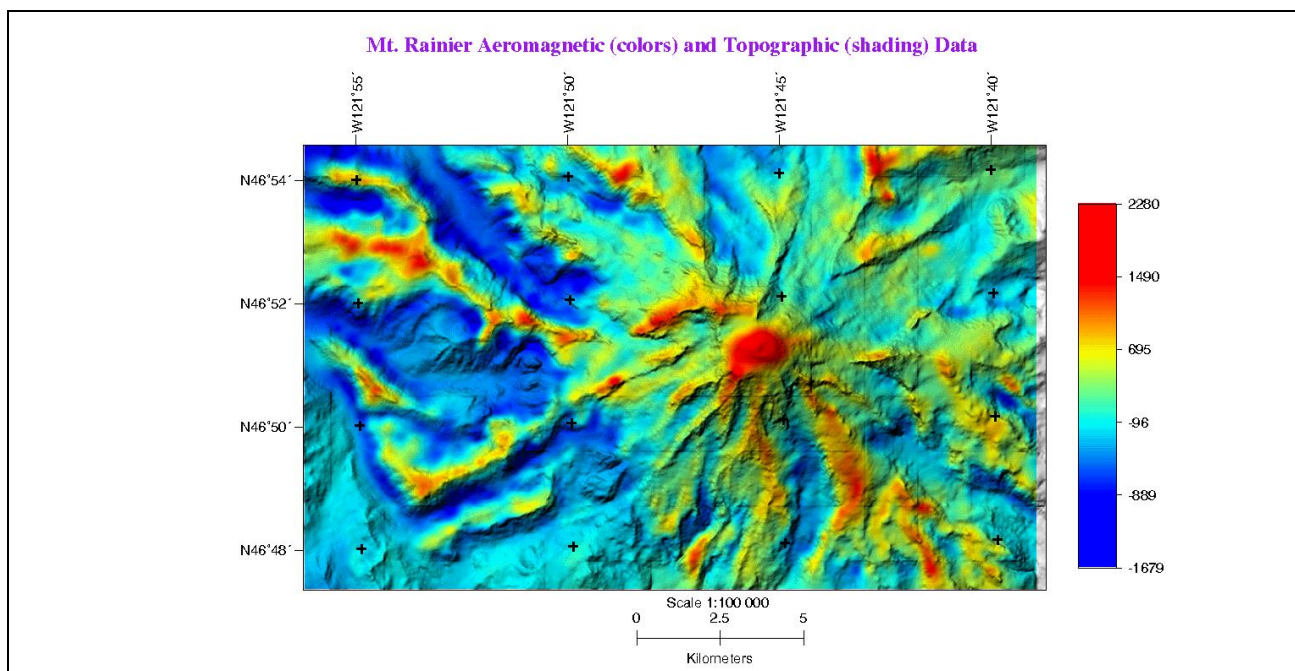 Mt. Rainier Aeromagnetic (colors) and Topographic (shading) Data
W121°55´
W121°50´
W121°45´
W121°40´
N46°54´
N46°52´
N46°50´
N46°48´
2280
1490
695
-96
-889
-1679
Scale 1:100 000
0 2.5 5
Kilometers